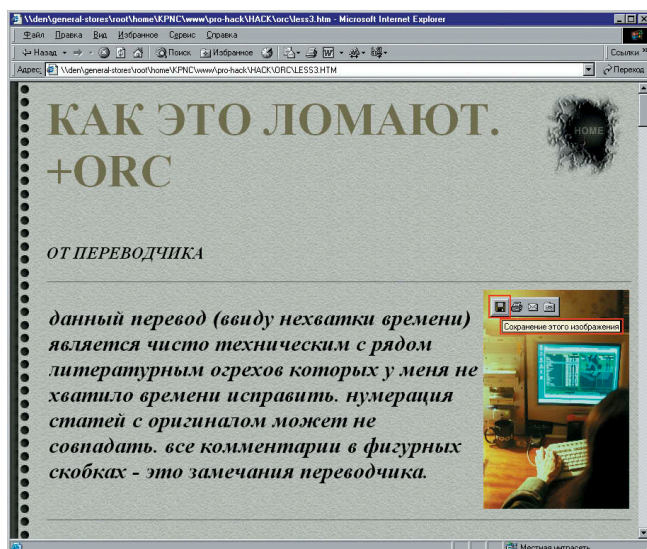 \\den\general-stores\root\home\KPNC\www\pro-hack\HACK\orc\less3.htm - Microsoft Internet Explorer
Файл Правка Вид Избранное Сервис Справка
Назад Поиск Избранное Ссылки
Адрес: \\den\general-stores\root\home\KPNC\www\pro-hack\HACK\ORC\LESS3.HTM Переход
КАК ЭТО ЛОМАЮТ.
+ORC
HOME
ОТ ПЕРЕВОДЧИКА
Сохранение этого изображения
данный перевод (ввиду нехватки времени)
является чисто техническим с рядом
литературным огрехов которых у меня не
хватило времени исправить. нумерация
статей с оригиналом может не
совпадать. все комментарии в фигурных
скобках - это замечания переводчика.
Местная интрасеть